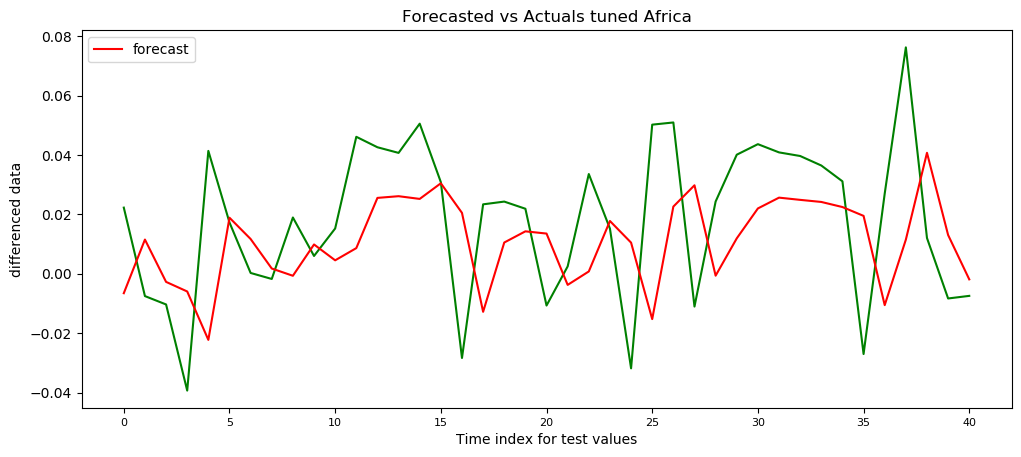 Forecasted vs Actuals tuned Africa
forecast
differenced data
0.08
0.06
0.04
0.02
0.00
−0.02
−0.04
0 5 10 15 20 25 30 35 40
Time index for test values